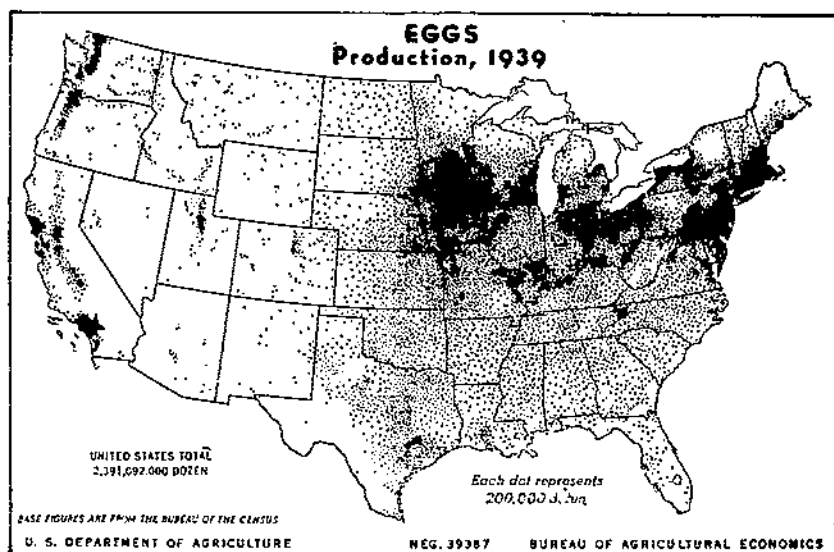 EGGS
Production, 1939
UNITED STATES TOTAL
2,391,092,000 DOZEN
Each dot represents
200,000
BASE FIGURES ARE FROM THE BUREAU OF THE CENSUS
U. S. DEPARTMENT OF AGRICULTURE NEG. 39387 BUREAU OF AGRICULTURAL ECONOMICS